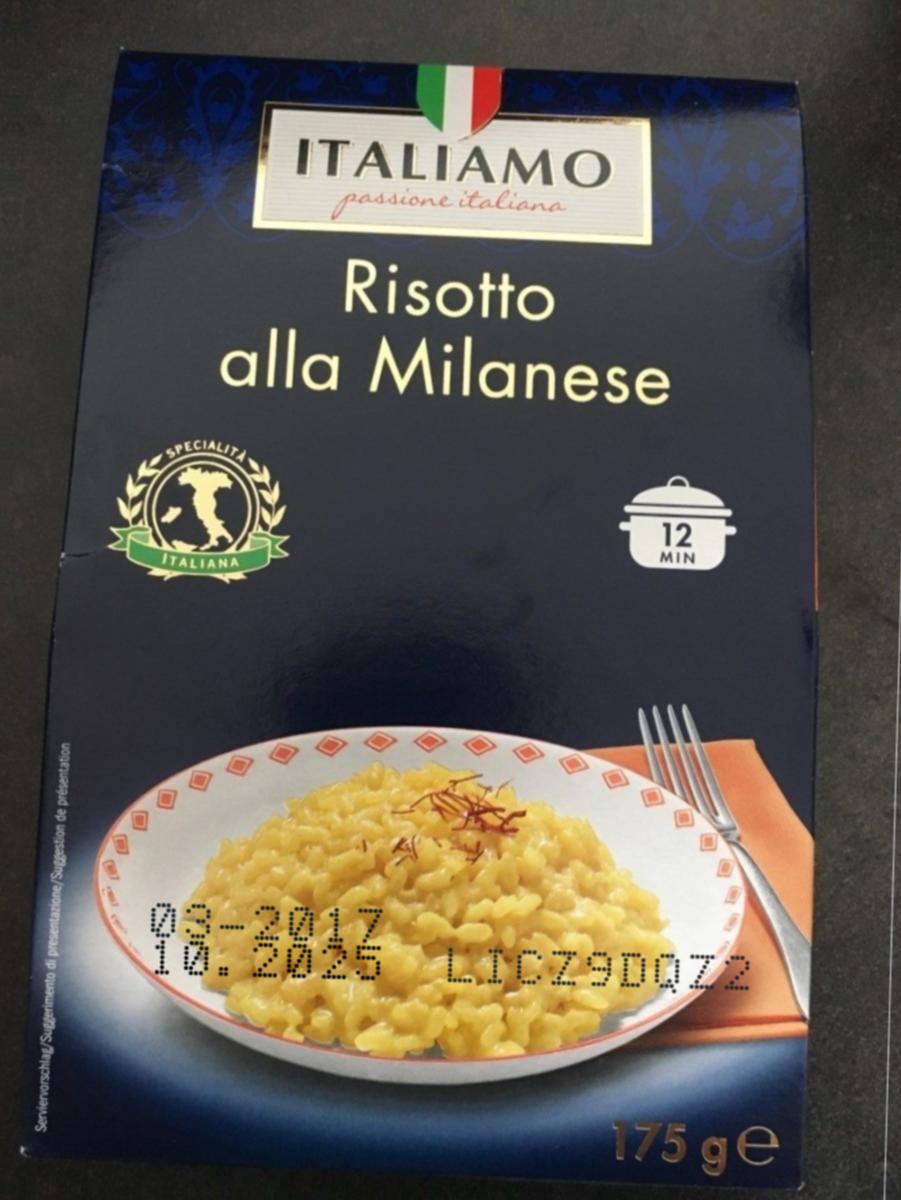 ITALIAMO
passione italiana
Risotto
alla Milanese
SPECIALITÀ
ITALIANA
12
MIN
Serviervorschlag/Suggerimento di presentazione/Suggestion de présentation
03-2017
10.2025 LICZ9DQZ2
175 g e